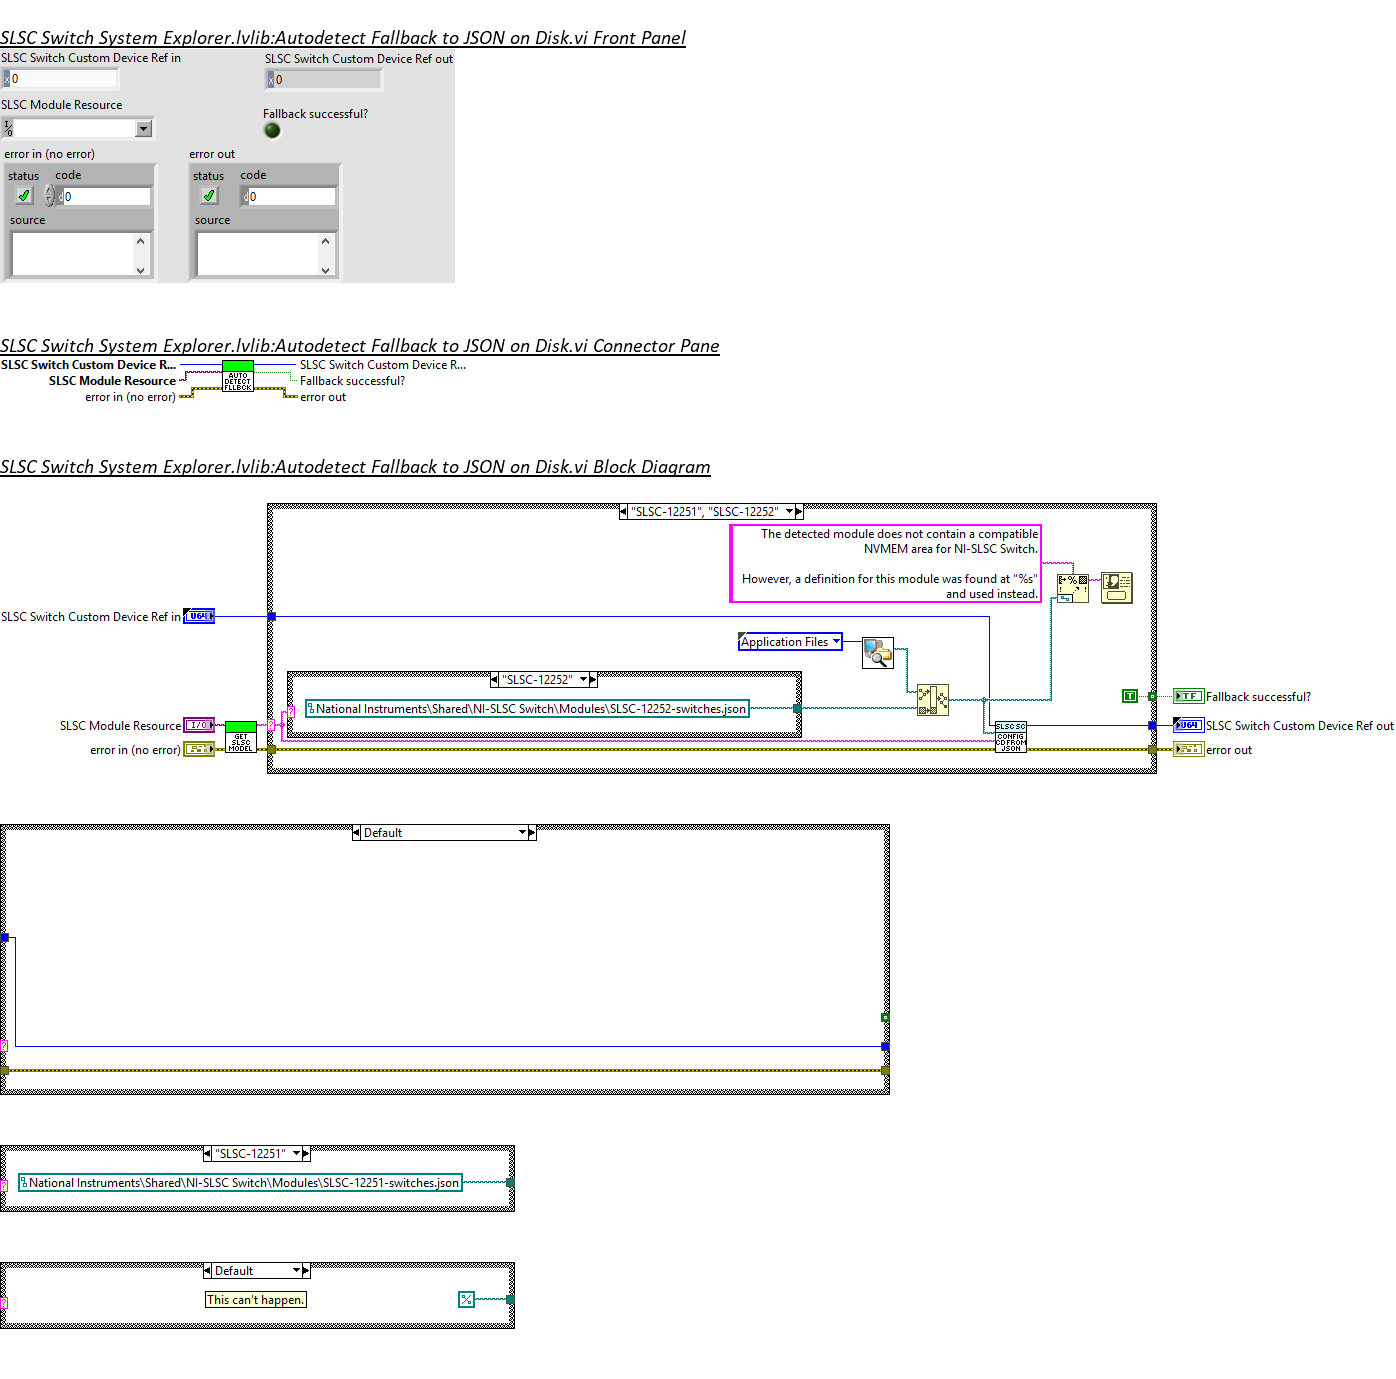 SLSC Switch System Explorer.lvlib:Autodetect Fallback to JSON on Disk.vi Front Panel
SLSC Switch Custom Device Ref in
SLSC Switch Custom Device Ref out
x 0
x 0
SLSC Module Resource
Fallback successful?
I/O
error in (no error)
error out
status
code
status
code
d 0
d 0
source
source
SLSC Switch System Explorer.lvlib:Autodetect Fallback to JSON on Disk.vi Connector Pane
SLSC Switch Custom Device R...
SLSC Switch Custom Device R...
SLSC Module Resource
AUTO
DETECT
FLLBCK
Fallback successful?
error in (no error)
error out
SLSC Switch System Explorer.lvlib:Autodetect Fallback to JSON on Disk.vi Block Diagram
"SLSC-12251", "SLSC-12252"
The detected module does not contain a compatible
NVMEM area for NI-SLSC Switch.
However, a definition for this module was found at "%s"
and used instead.
SLSC Switch Custom Device Ref in
U64
Application Files
"SLSC-12252"
National Instruments\Shared\NI-SLSC Switch\Modules\SLSC-12252-switches.json
T
TF
Fallback successful?
SLSC Module Resource
I/O
GET
SLSC
MODEL
SLSC SC
CONFIG
CD FROM
JSON
U64
SLSC Switch Custom Device Ref out
error in (no error)
error out
Default
"SLSC-12251"
National Instruments\Shared\NI-SLSC Switch\Modules\SLSC-12251-switches.json
Default
This can't happen.